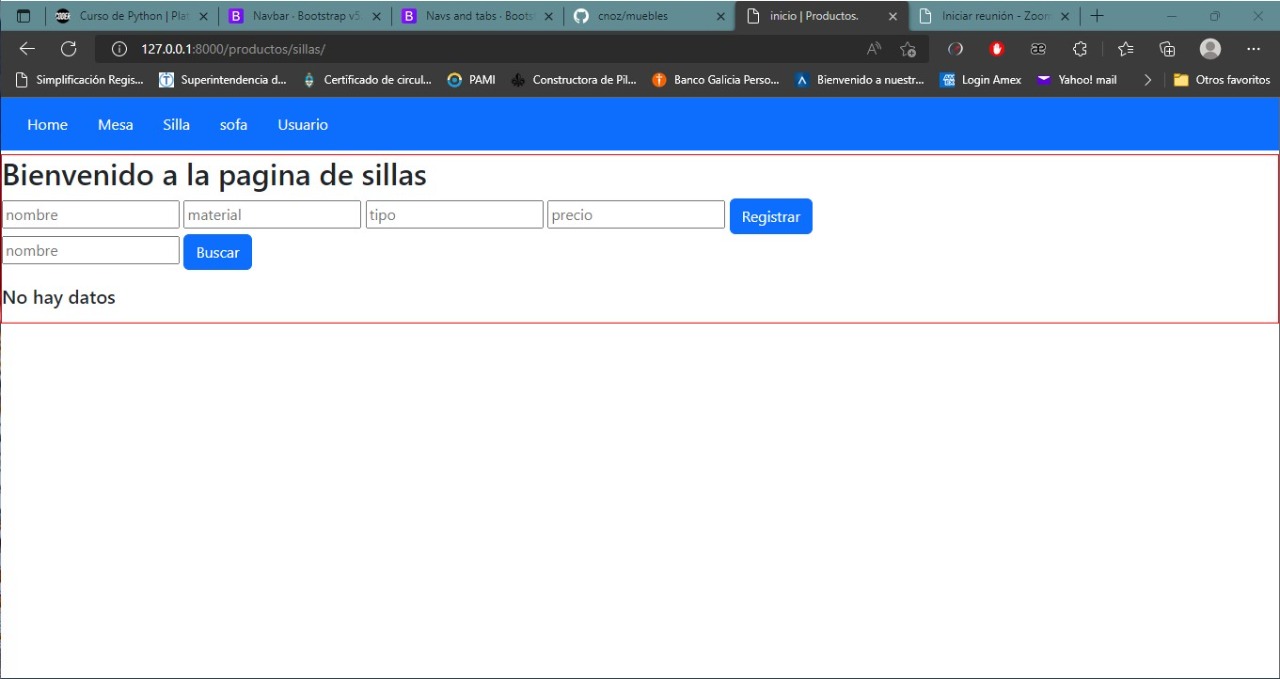 Curso de Python | Plat
Navbar · Bootstrap v5.
Navs and tabs · Boots
cnoz/muebles
inicio | Productos.
Iniciar reunión - Zoom
127.0.0.1:8000/productos/sillas/
Simplificación Regis...
Superintendencia d...
Certificado de circul...
PAMI
Constructora de Pil...
Banco Galicia Perso...
Bienvenido a nuestr...
Login Amex
Yahoo! mail
Otros favoritos
Home Mesa Silla sofa Usuario
Bienvenido a la pagina de sillas
nombre material tipo precio Registrar
nombre Buscar
No hay datos